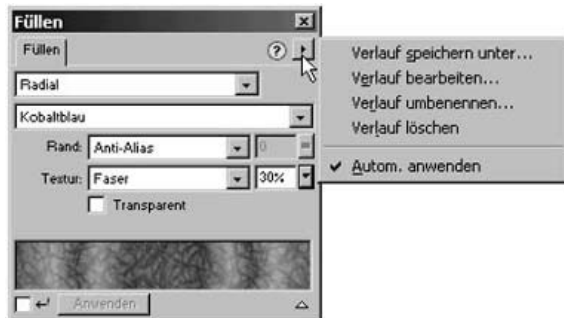 Füllen
Füllen
?
Radial
Kobaltblau
Rand: Anti-Alias 0
Textur: Faser 30%
Transparent
Anwenden
Verlauf speichern unter...
Verlauf bearbeiten...
Verlauf umbenennen...
Verlauf löschen
✔ Autom. anwenden